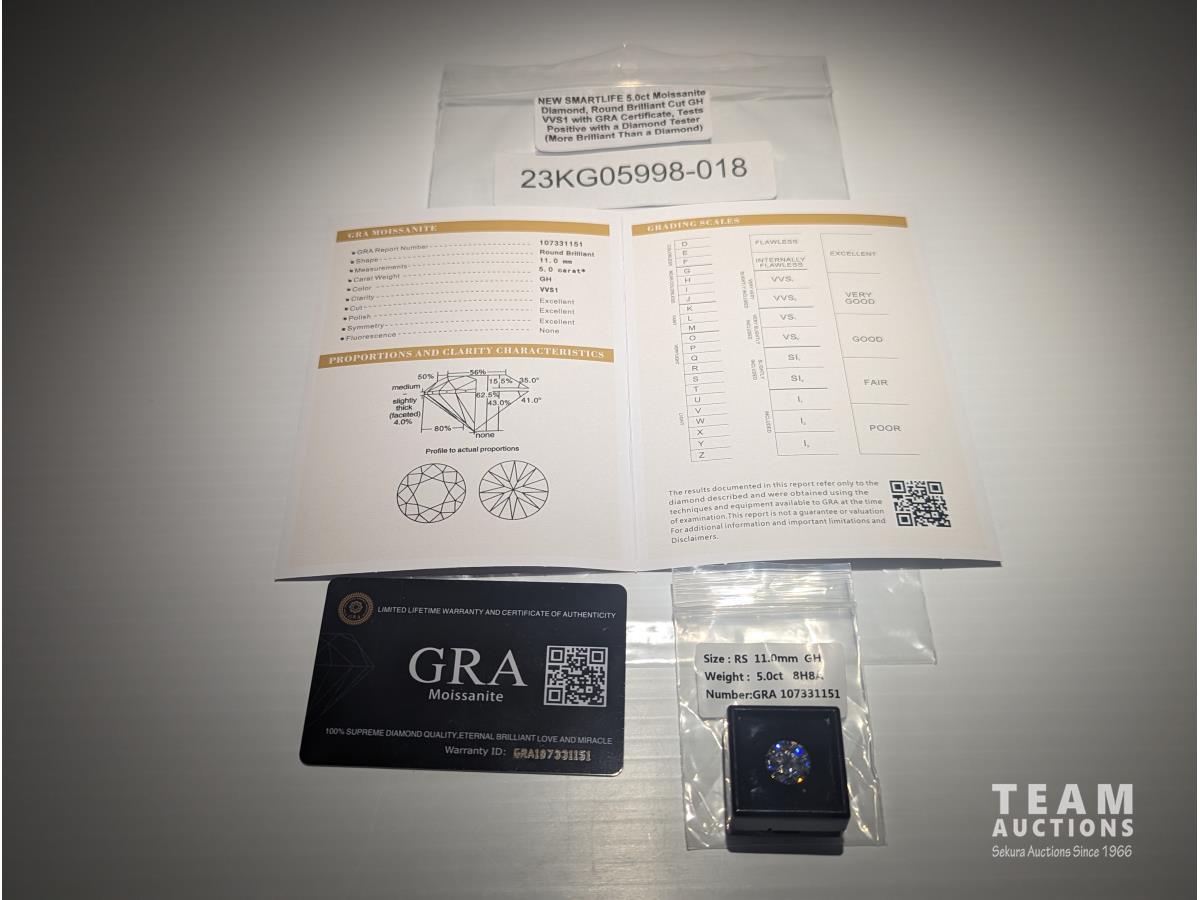 NEW SMARTLIFE 5.0ct Moissanite
Diamond, Round Brilliant Cut GH
VVS1 with GRA Certificate, Tests
Positive with a Diamond Tester
(More Brilliant Than a Diamond)
23KG05998-018
GRA MOISSANITE
GRA Report Number 107331151
Shape Round Brilliant
Measurements 11.0 mm
Carat Weight 5.0 carat*
Color GH
Clarity VVS1
Cut Excellent
Polish Excellent
Symmetry Excellent
Fluorescence None
PROPORTIONS AND CLARITY CHARACTERISTICS
50% 56%
15.5% 35.0°
medium
–
slightly
thick
(faceted)
4.0%
62.5%
43.0% 41.0°
80%
none
Profile to actual proportions
GRADING SCALES
D
E
F
G
H
I
J
K
L
M
O
P
Q
R
S
T
U
V
W
X
Y
Z
FLAWLESS
INTERNALLY
FLAWLESS
VVS₁
VVS₂
VS₁
VS₂
SI₁
SI₂
I₁
I₂
I₃
EXCELLENT
VERY
GOOD
GOOD
FAIR
POOR
The results documented in this report refer only to the
diamond described and were obtained using the
techniques and equipment available to GRA at the time
of examination.This report is not a guarantee or valuation
For additional information and important limitations and
Disclaimers.
GRA
LIMITED LIFETIME WARRANTY AND CERTIFICATE OF AUTHENTICITY
GRA
Moissanite
100% SUPREME DIAMOND QUALITY,ETERNAL BRILLIANT LOVE AND MIRACLE
Warranty ID: GRA107331151
Size : RS 11.0mm GH
Weight : 5.0ct 8H8A
Number:GRA 107331151
TEAM
AUCTIONS
Sekura Auctions Since 1966